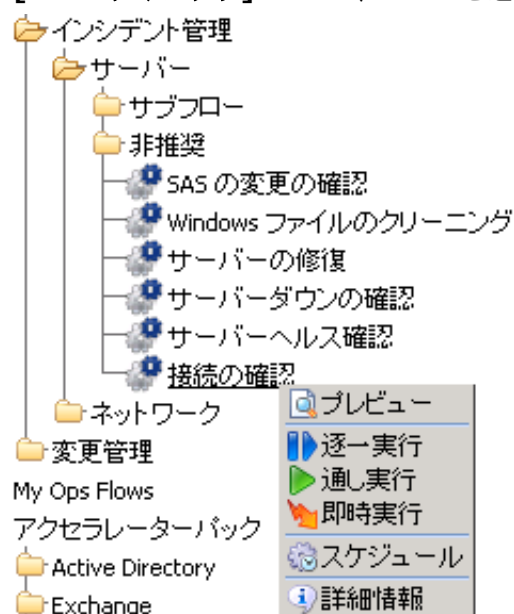 インシデント管理
サーバー
サブフロー
非推奨
SAS の変更の確認
Windows ファイルのクリーニング
サーバーの修復
サーバーダウンの確認
サーバーヘルス確認
接続の確認
ネットワーク
プレビュー
変更管理
逐一実行
通し実行
My Ops Flows
即時実行
アクセラレーターパック
スケジュール
Active Directory
詳細情報
Exchange